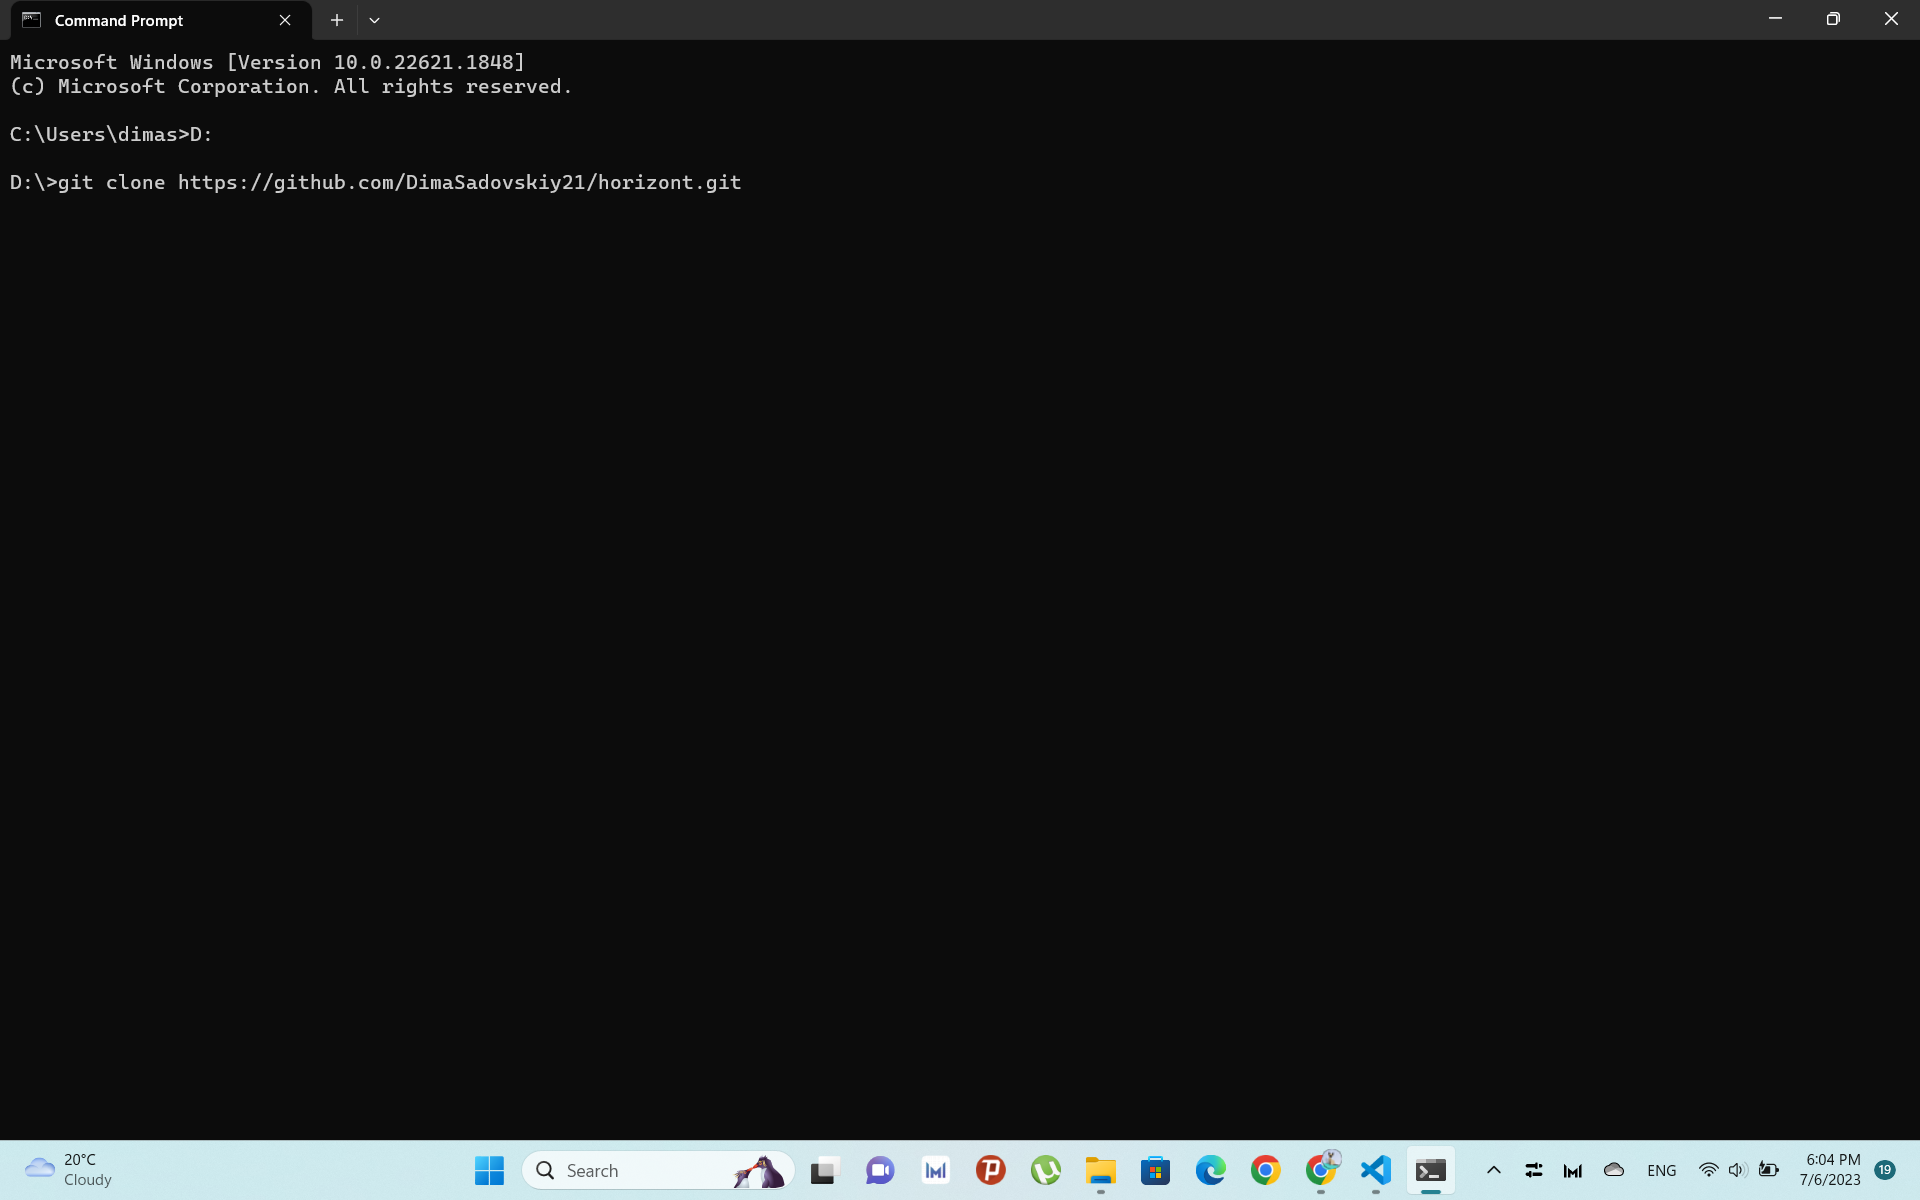 Command Prompt
Microsoft Windows [Version 10.0.22621.1848]
(c) Microsoft Corporation. All rights reserved.
C:\Users\dimas>D:
D:\>git clone https://github.com/DimaSadovskiy21/horizont.git
20°C
Cloudy
Search
ENG
6:04 PM
7/6/2023
19